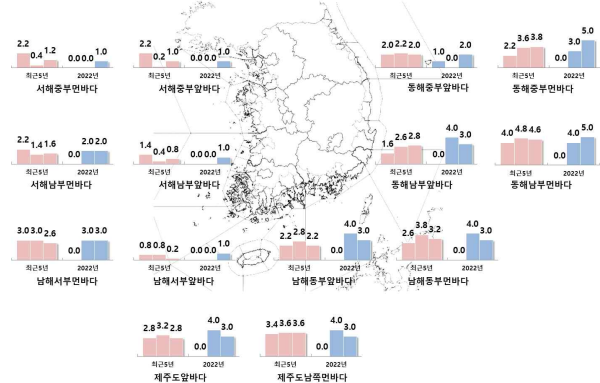 2.2 0.4 1.2 0.0 0.0 1.0
최근5년 2022년
서해중부먼바다
2.2 0.2 1.0 0.0 0.0 1.0
최근5년 2022년
서해중부앞바다
2.0 2.2 2.0 1.0 0.0 2.0
최근5년 2022년
동해중부앞바다
2.2 3.6 3.8 0.0 3.0 5.0
최근5년 2022년
동해중부먼바다
2.2 1.4 1.6 0.0 2.0 2.0
최근5년 2022년
서해남부먼바다
1.4 0.4 0.8 0.0 0.0 1.0
최근5년 2022년
서해남부앞바다
1.6 2.6 2.8 0.0 4.0 3.0
최근5년 2022년
동해남부앞바다
4.0 4.8 4.6 0.0 4.0 5.0
최근5년 2022년
동해남부먼바다
3.0 3.0 2.6 0.0 3.0 3.0
최근5년 2022년
남해서부먼바다
0.8 0.8 0.2 0.0 0.0 1.0
최근5년 2022년
남해서부앞바다
2.2 2.8 2.2 0.0 4.0 3.0
최근5년 2022년
남해동부앞바다
2.6 3.8 3.2 0.0 4.0 3.0
최근5년 2022년
남해동부먼바다
2.8 3.2 2.8 0.0 4.0 3.0
최근5년 2022년
제주도앞바다
3.4 3.6 3.6 0.0 4.0 3.0
최근5년 2022년
제주도남쪽먼바다